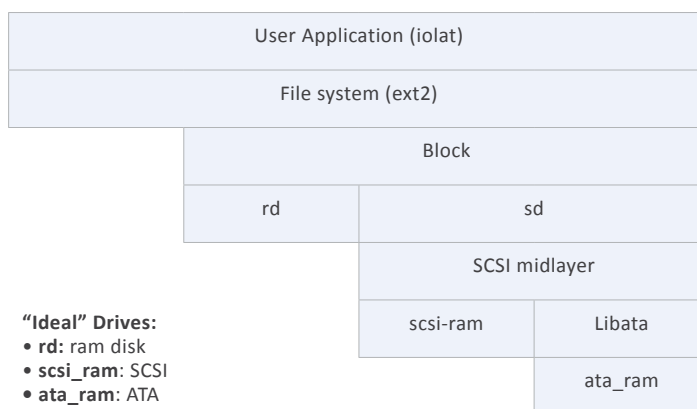 User Application (iolat)
File system (ext2)
Block
rd sd
SCSI midlayer
scsi-ram Libata
ata_ram
“Ideal” Drives:
• rd: ram disk
• scsi_ram: SCSI
• ata_ram: ATA